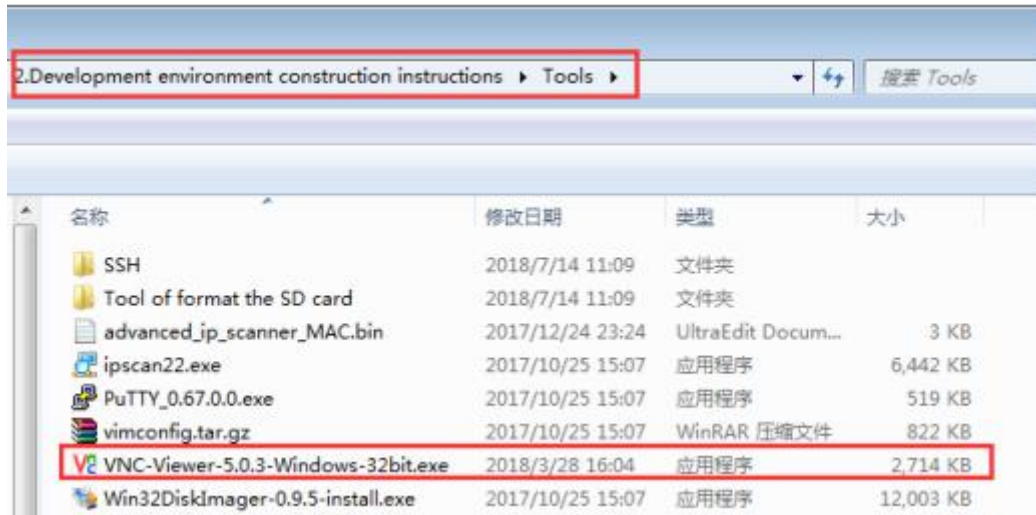 2.Development environment construction instructions ▸ Tools ▸ 搜索 Tools
名称 修改日期 类型 大小
SSH 2018/7/14 11:09 文件夹
Tool of format the SD card 2018/7/14 11:09 文件夹
advanced_ip_scanner_MAC.bin 2017/12/24 23:24 UltraEdit Docum... 3 KB
ipscan22.exe 2017/10/25 15:07 应用程序 6,442 KB
PuTTY_0.67.0.0.exe 2017/10/25 15:07 应用程序 519 KB
vimconfig.tar.gz 2017/10/25 15:07 WinRAR 压缩文件 822 KB
VNC-Viewer-5.0.3-Windows-32bit.exe 2018/3/28 16:04 应用程序 2,714 KB
Win32DiskImager-0.9.5-install.exe 2017/10/25 15:07 应用程序 12,003 KB